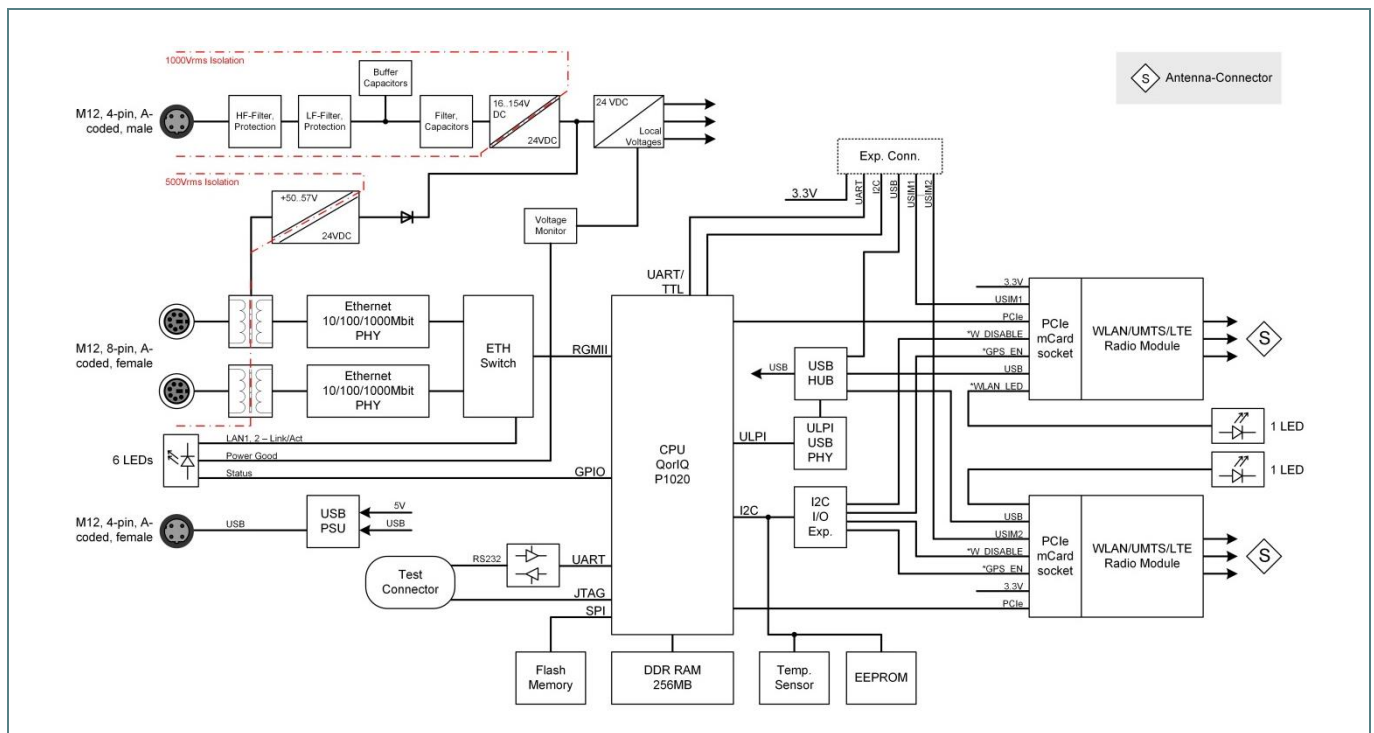 1000Vrms Isolation
Buffer
Capacitors
S
Antenna-Connector
M12, 4-pin, A-
coded, male
HF-Filter,
Protection
LF-Filter,
Protection
Filter,
Capacitors
16..154V
DC
24VDC
24 VDC
Local
Voltages
500Vrms Isolation
+50..57V
24VDC
Voltage
Monitor
Exp. Conn.
3.3V
UART
I2C
USB
USIM1
USIM2
UART/
TTL
M12, 8-pin, A-
coded, female
Ethernet
10/100/1000Mbit
PHY
Ethernet
10/100/1000Mbit
PHY
ETH
Switch
RGMII
CPU
QorIQ
P1020
3.3V
USIM1
PCIe
*W_DISABLE
*GPS_EN
USB
*WLAN_LED
PCIe
mCard
socket
WLAN/UMTS/LTE
Radio Module
S
USB
USB
HUB
ULPI
ULPI
USB
PHY
1 LED
1 LED
6 LEDs
LAN1, 2 – Link/Act
Power Good
Status
GPIO
M12, 4-pin, A-
coded, female
USB
USB
PSU
5V
USB
I2C
I2C
I/O
Exp.
USB
USIM2
*W_DISABLE
*GPS_EN
3.3V
PCIe
PCIe
mCard
socket
WLAN/UMTS/LTE
Radio Module
S
Test
Connector
RS232
UART
JTAG
SPI
Flash
Memory
DDR RAM
256MB
Temp.
Sensor
EEPROM